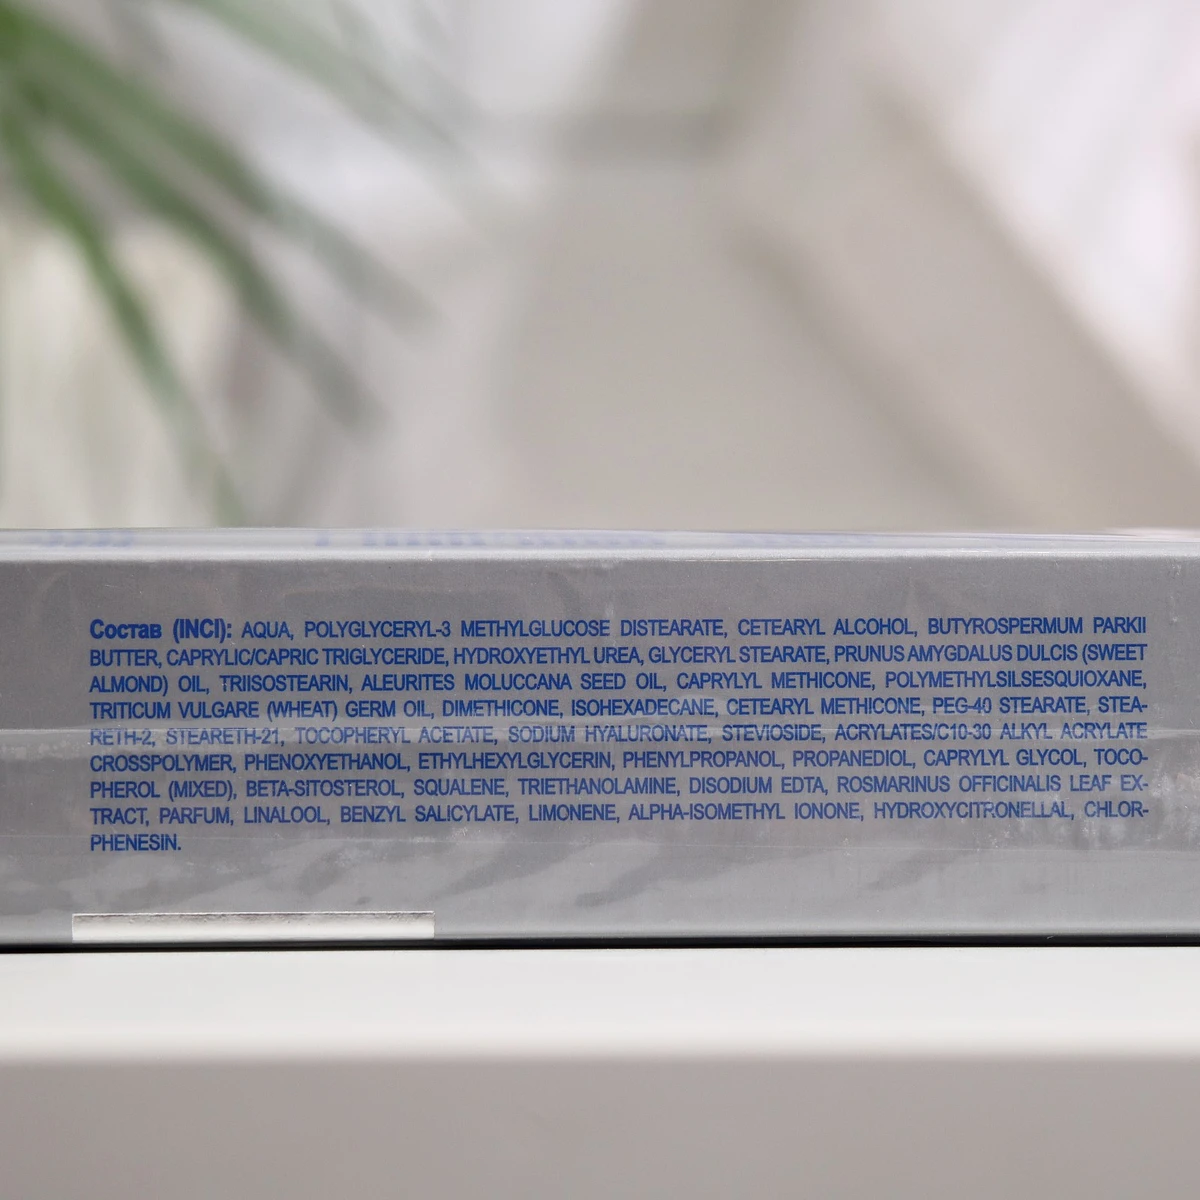 Состав (INCI): AQUA, POLYGLYCERYL-3 METHYLGLUCOSE DISTEARATE, CETEARYL ALCOHOL, BUTYROSPERMUM PARKII
BUTTER, CAPRYLIC/CAPRIC TRIGLYCERIDE, HYDROXYETHYL UREA, GLYCERYL STEARATE, PRUNUS AMYGDALUS DULCIS (SWEET
ALMOND) OIL, TRIISOSTEARIN, ALEURITES MOLUCCANA SEED OIL, CAPRYLYL METHICONE, POLYMETHYLSILSESQUIOXANE,
TRITICUM VULGARE (WHEAT) GERM OIL, DIMETHICONE, ISOHEXADECANE, CETEARYL METHICONE, PEG-40 STEARATE, STEA-
RETH-2, STEARETH-21, TOCOPHERYL ACETATE, SODIUM HYALURONATE, STEVIOSIDE, ACRYLATES/C10-30 ALKYL ACRYLATE
CROSSPOLYMER, PHENOXYETHANOL, ETHYLHEXYLGLYCERIN, PHENYLPROPANOL, PROPANEDIOL, CAPRYLYL GLYCOL, TOCO-
PHEROL (MIXED), BETA-SITOSTEROL, SQUALENE, TRIETHANOLAMINE, DISODIUM EDTA, ROSMARINUS OFFICINALIS LEAF EX-
TRACT, PARFUM, LINALOOL, BENZYL SALICYLATE, LIMONENE, ALPHA-ISOMETHYL IONONE, HYDROXYCITRONELLAL, CHLOR-
PHENESIN.